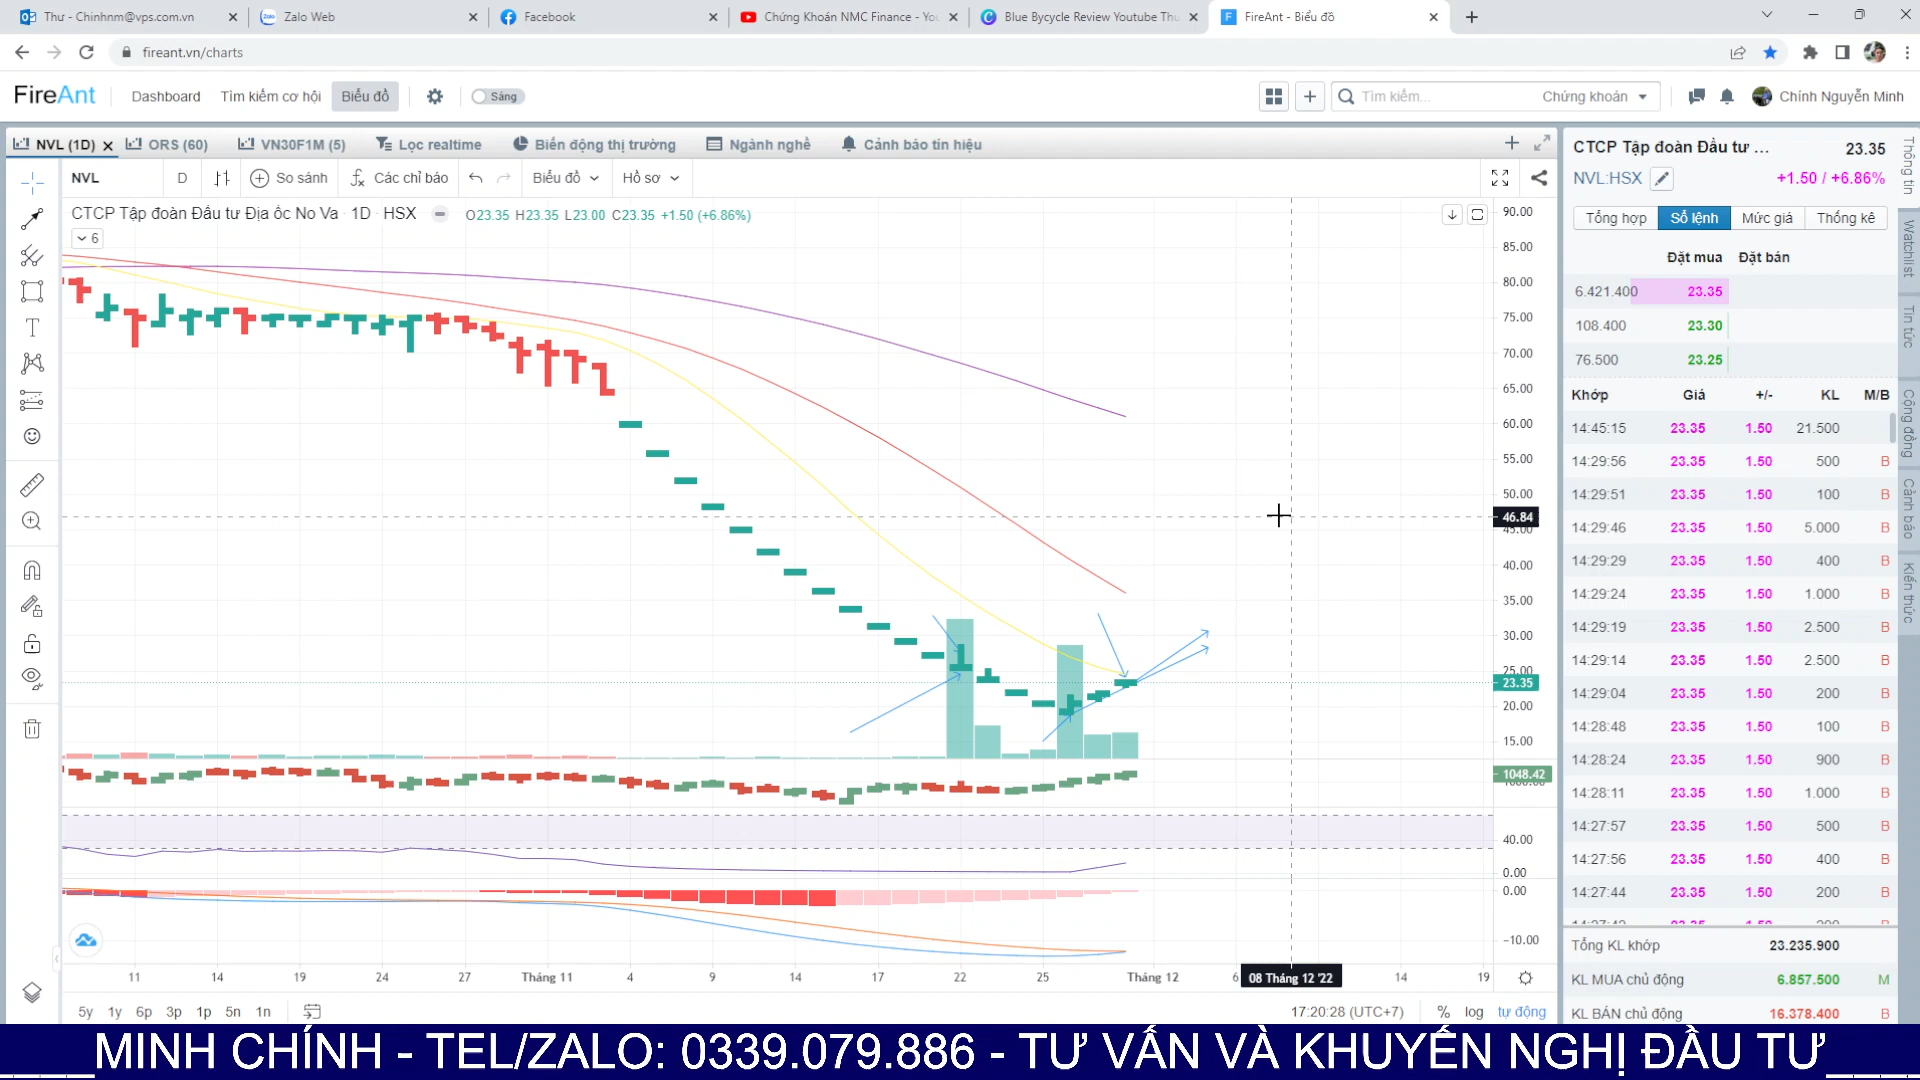 Thư - Chinhnm@vps.com.vn
Zalo Web
Facebook
Chứng Khoán NMC Finance - You
Blue Bycycle Review Youtube Thu
FireAnt - Biểu đồ
fireant.vn/charts
FireAnt
Dashboard
Tìm kiếm cơ hội
Biểu đồ
Sáng
Tìm kiếm...
Chứng khoán
Chính Nguyễn Minh
NVL (1D)
ORS (60)
VN30F1M (5)
Lọc realtime
Biến động thị trường
Ngành nghề
Cảnh báo tín hiệu
NVL
D
So sánh
Các chỉ báo
Biểu đồ
Hồ sơ
CTCP Tập đoàn Đầu tư Địa ốc No Va · 1D · HSX
O23.35 H23.35 L23.00 C23.35 +1.50 (+6.86%)
6
90.00
85.00
80.00
75.00
70.00
65.00
60.00
55.00
50.00
46.84
45.00
40.00
35.00
30.00
25.00
23.35
20.00
15.00
1048.42
40.00
0.00
0.00
−10.00
11 14 19 24 27 Tháng 11 4 9 14 17 22 25 Tháng 12 6 08 Tháng 12 '22 14 19
5y 1y 6p 3p 1p 5n 1n
17:20:28 (UTC+7) % log tự động
CTCP Tập đoàn Đầu tư ... 23.35
NVL:HSX +1.50 / +6.86%
Tổng hợp Sổ lệnh Mức giá Thống kê
Đặt mua Đặt bán
6.421.400 23.35
108.400 23.30
76.500 23.25
Khớp Giá +/- KL M/B
14:45:15 23.35 1.50 21.500
14:29:56 23.35 1.50 500 B
14:29:51 23.35 1.50 100 B
14:29:46 23.35 1.50 5.000 B
14:29:29 23.35 1.50 400 B
14:29:24 23.35 1.50 1.000 B
14:29:19 23.35 1.50 2.500 B
14:29:14 23.35 1.50 2.500 B
14:29:04 23.35 1.50 200 B
14:28:48 23.35 1.50 100 B
14:28:24 23.35 1.50 900 B
14:28:11 23.35 1.50 1.000 B
14:27:57 23.35 1.50 500 B
14:27:56 23.35 1.50 400 B
14:27:44 23.35 1.50 200 B
Tổng KL khớp 23.235.900
KL MUA chủ động 6.857.500 M
KL BÁN chủ động 16.378.400 B
Thông tin
Watchlist
Tin tức
Cộng đồng
Cảnh báo
Kiến thức
____MINH CHÍNH - TEL/ZALO: 0339.079.886 - TƯ VẤN VÀ KHUYẾN NGHỊ ĐẦU TƯ____